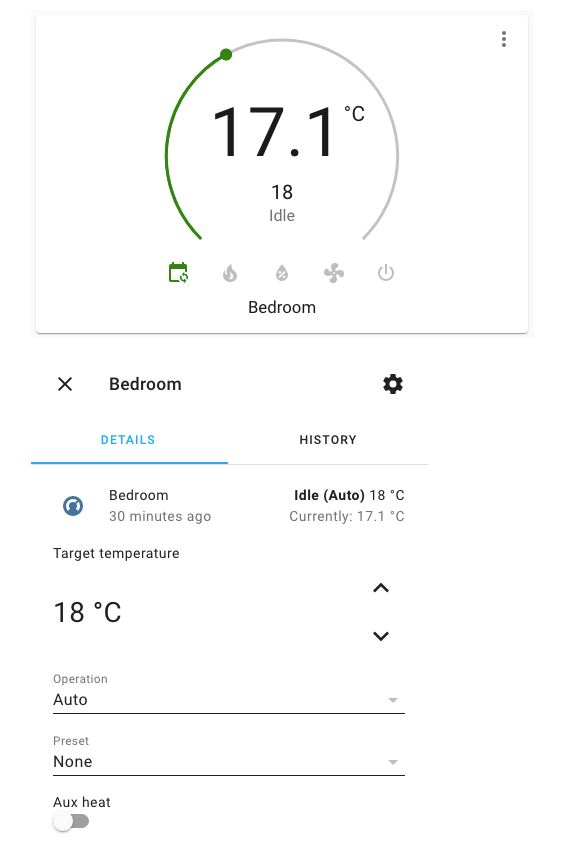 17.1 °C
18
Idle
Bedroom
Bedroom
DETAILS HISTORY
Bedroom Idle (Auto) 18 °C
30 minutes ago Currently: 17.1 °C
Target temperature
18 °C
Operation
Auto
Preset
None
Aux heat